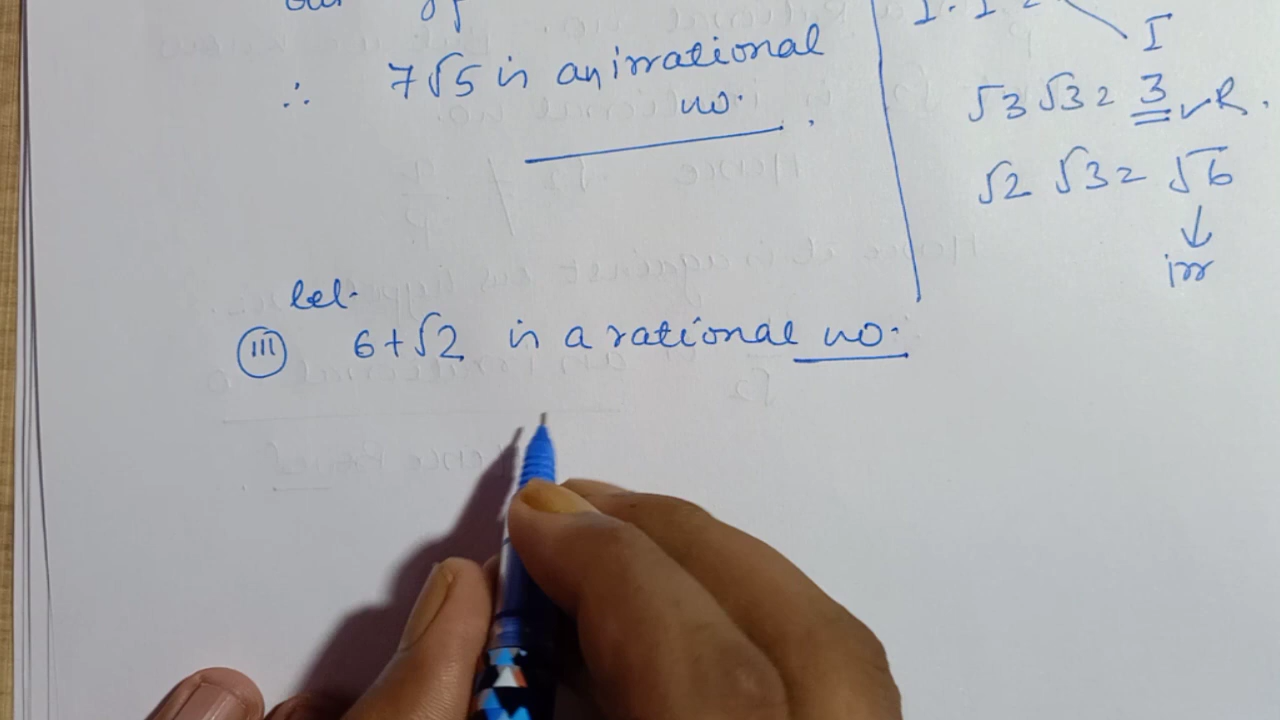 ∴ 7√5 is an irrational
no.
I
√3 √3 = 3 ✓ R.
√2 √3 = √6
↓
irr
let
(iii) 6+√2 is a rational no.